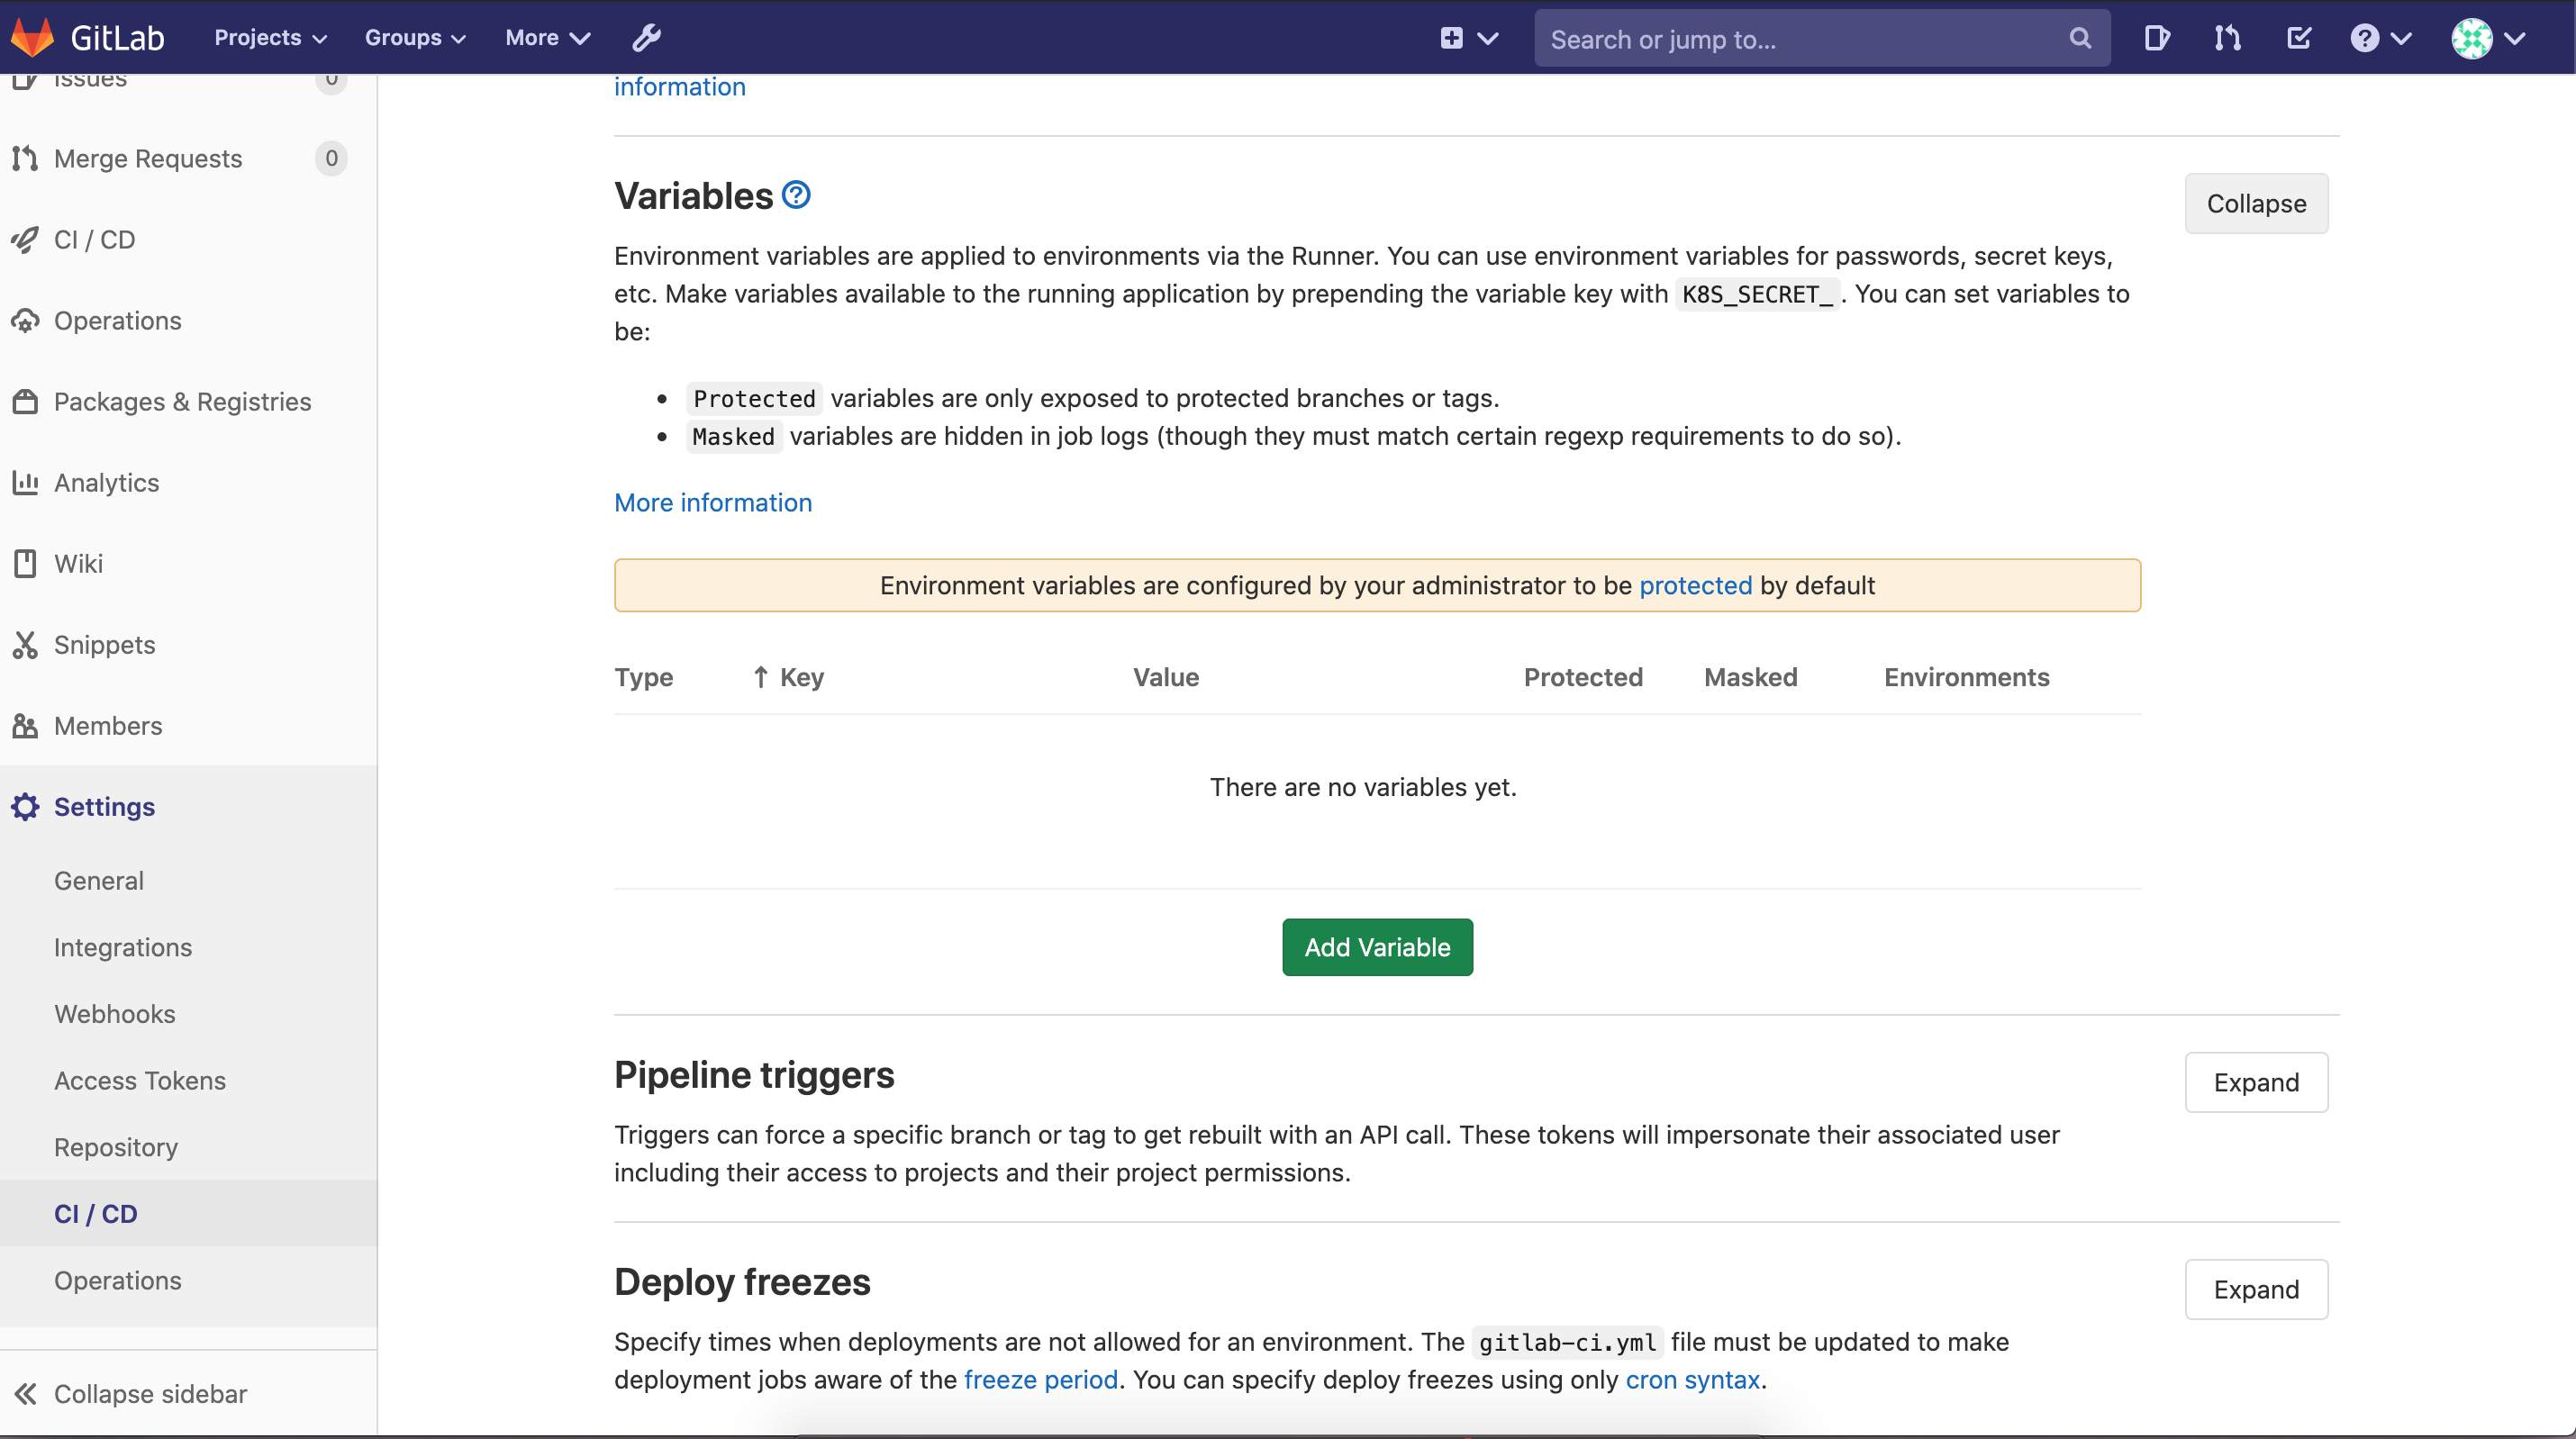 GitLab
Projects
Groups
More
Search or jump to...
Issues
0
Merge Requests
0
CI / CD
Operations
Packages & Registries
Analytics
Wiki
Snippets
Members
Settings
General
Integrations
Webhooks
Access Tokens
Repository
CI / CD
Operations
Collapse sidebar
information
Variables
Collapse
Environment variables are applied to environments via the Runner. You can use environment variables for passwords, secret keys,
etc. Make variables available to the running application by prepending the variable key with K8S_SECRET_. You can set variables to
be:
• Protected variables are only exposed to protected branches or tags.
• Masked variables are hidden in job logs (though they must match certain regexp requirements to do so).
More information
Environment variables are configured by your administrator to be protected by default
Type ↑ Key Value Protected Masked Environments
There are no variables yet.
Add Variable
Pipeline triggers
Expand
Triggers can force a specific branch or tag to get rebuilt with an API call. These tokens will impersonate their associated user
including their access to projects and their project permissions.
Deploy freezes
Expand
Specify times when deployments are not allowed for an environment. The gitlab-ci.yml file must be updated to make
deployment jobs aware of the freeze period. You can specify deploy freezes using only cron syntax.